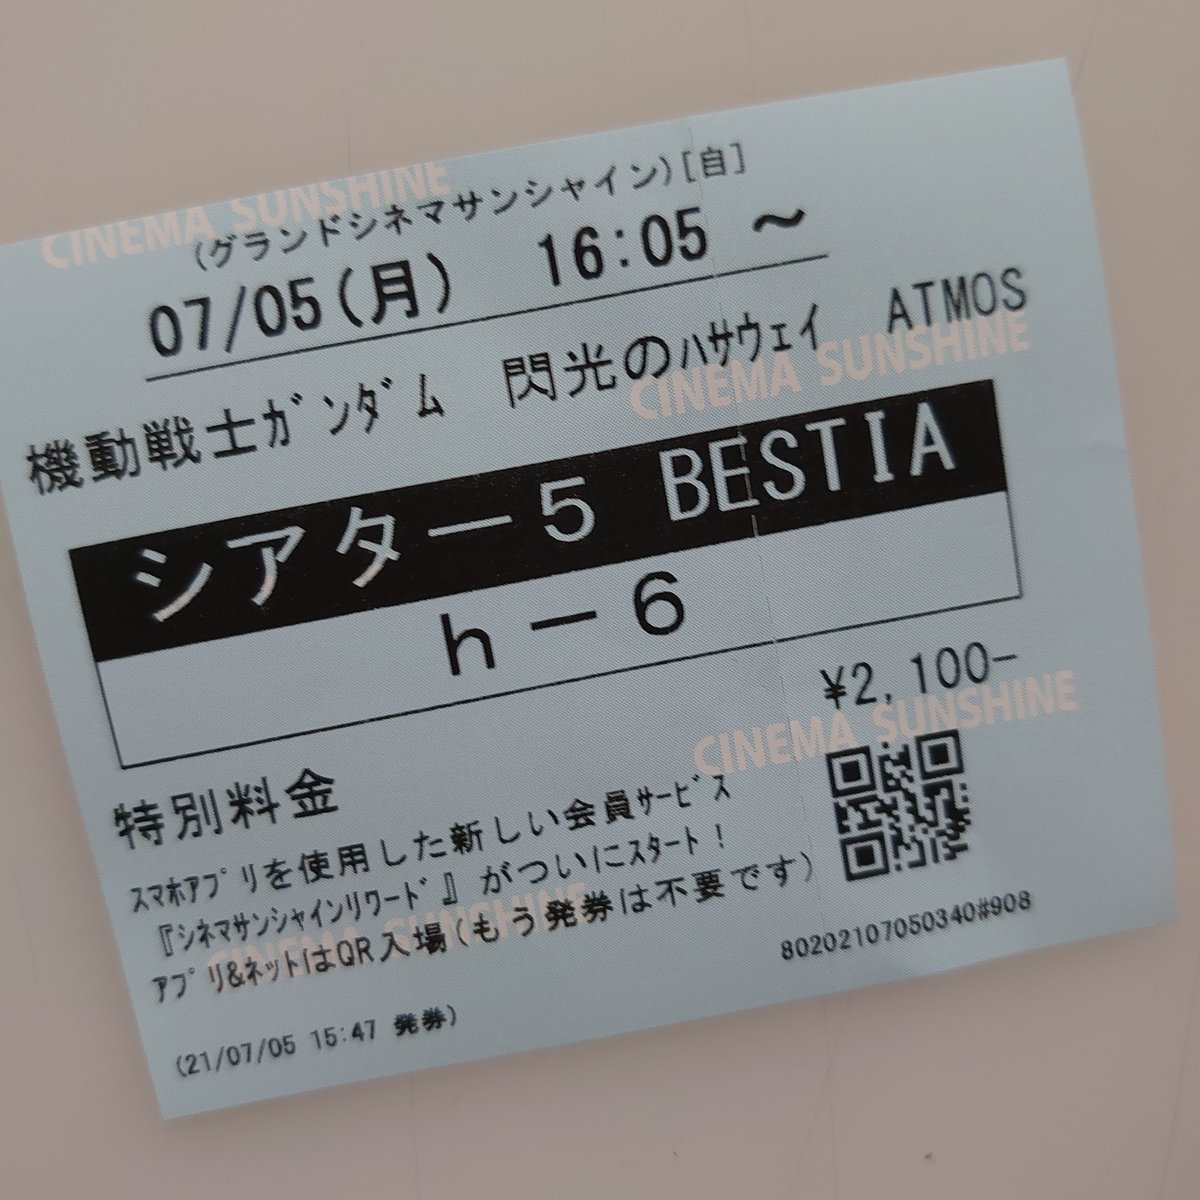 CINEMA SUNSHINE
(グランドシネマサンシャイン)[自]
07/05(月) 16:05 ～
機動戦士ガンダム 閃光のハサウェイ ATMOS
CINEMA SUNSHINE
シアター5 BESTIA
h－6
¥2,100-
CINEMA SUNSHINE
特別料金
スマホアプリを使用した新しい会員サービス
『シネマサンシャインリワード』がついにスタート！
アプリ&ネットはQR入場(もう発券は不要です)
CINEMA SUNSHINE
80202107050340#908
(21/07/05 15:47 発券)